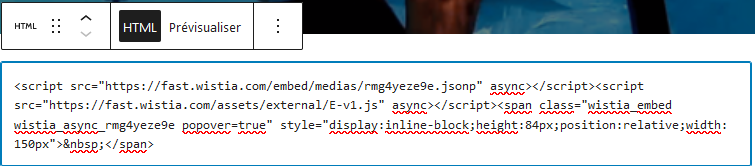 HTML HTML Prévisualiser
<script src="https://fast.wistia.com/embed/medias/rmg4yeze9e.jsonp" async></script><script
src="https://fast.wistia.com/assets/external/E-v1.js" async></script><span class="wistia_embed
wistia_async_rmg4yeze9e popover=true" style="display:inline-block;height:84px;position:relative;width:
150px">&nbsp;</span>